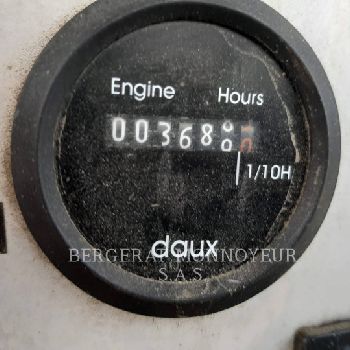 Engine Hours
00368
1/10H
daux
BERGERAT MONNOYEUR
S.A.S